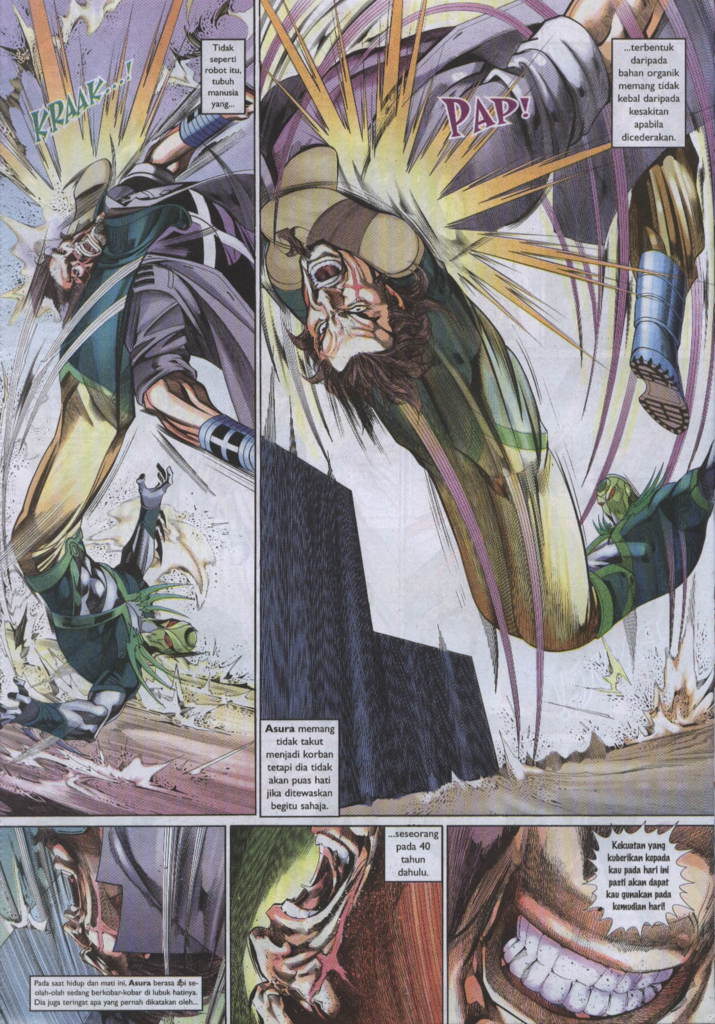 Tidak
seperti
robot itu,
tubuh
manusia
yang...
KRAAK...!
...terbentuk
daripada
bahan organik
memang tidak
kebal daripada
kesakitan
apabila
dicederakan.
PAP!
Asura memang
tidak takut
menjadi korban
tetapi dia tidak
akan puas hati
jika ditewaskan
begitu sahaja.
Pada saat hidup dan mati ini, Asura berasa api se-
olah-olah sedang berkobar-kobar di lubuk hatinya.
Dia juga teringat apa yang pernah dikatakan oleh...
...seseorang
pada 40
tahun
dahulu.
Kekuatan yang
kuberikan kepada
kau pada hari ini
pasti akan dapat
kau gunakan pada
kemudian hari!